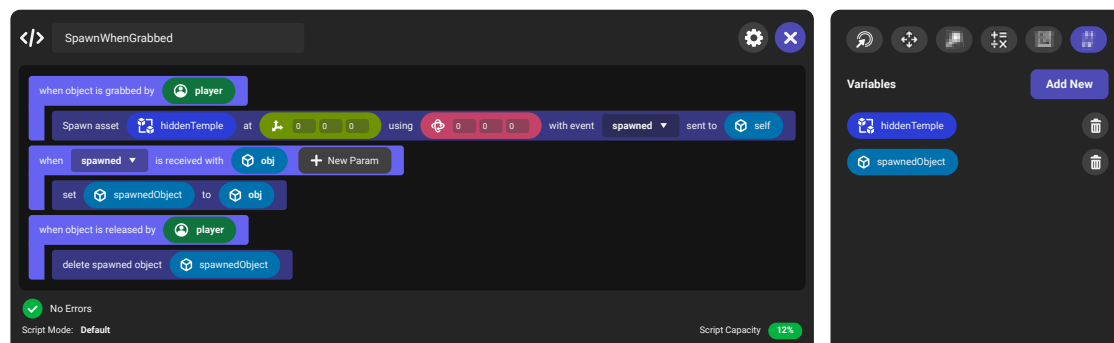 SpawnWhenGrabbed
when object is grabbed by player
Spawn asset hiddenTemple at 0 0 0 using 0 0 0 with event spawned sent to self
when spawned is received with obj + New Param
set spawnedObject to obj
when object is released by player
delete spawned object spawnedObject
No Errors
Script Mode: Default
Script Capacity 12%
Variables
Add New
hiddenTemple
spawnedObject